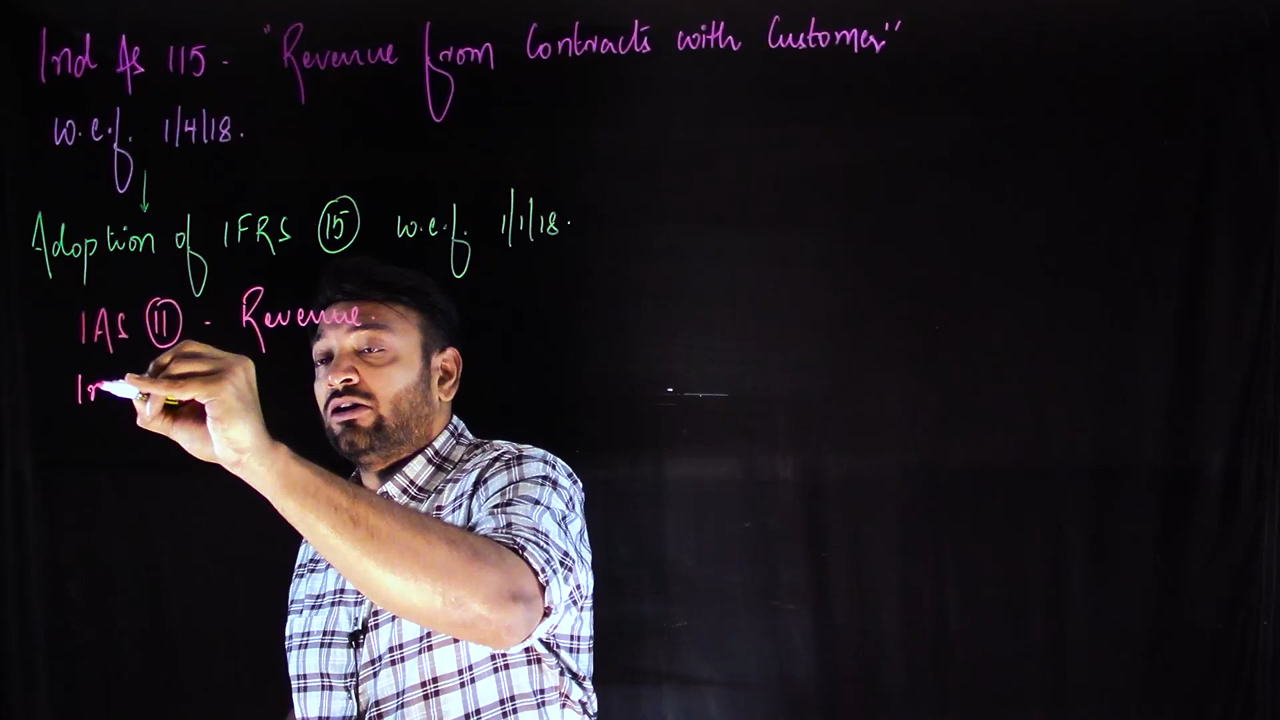 Ind AS 115 - "Revenue from Contracts with Customer"
w.e.f. 1/4/18.
Adoption of IFRS 15 w.e.f. 1/1/18.
IAS 11 - Revenue
In